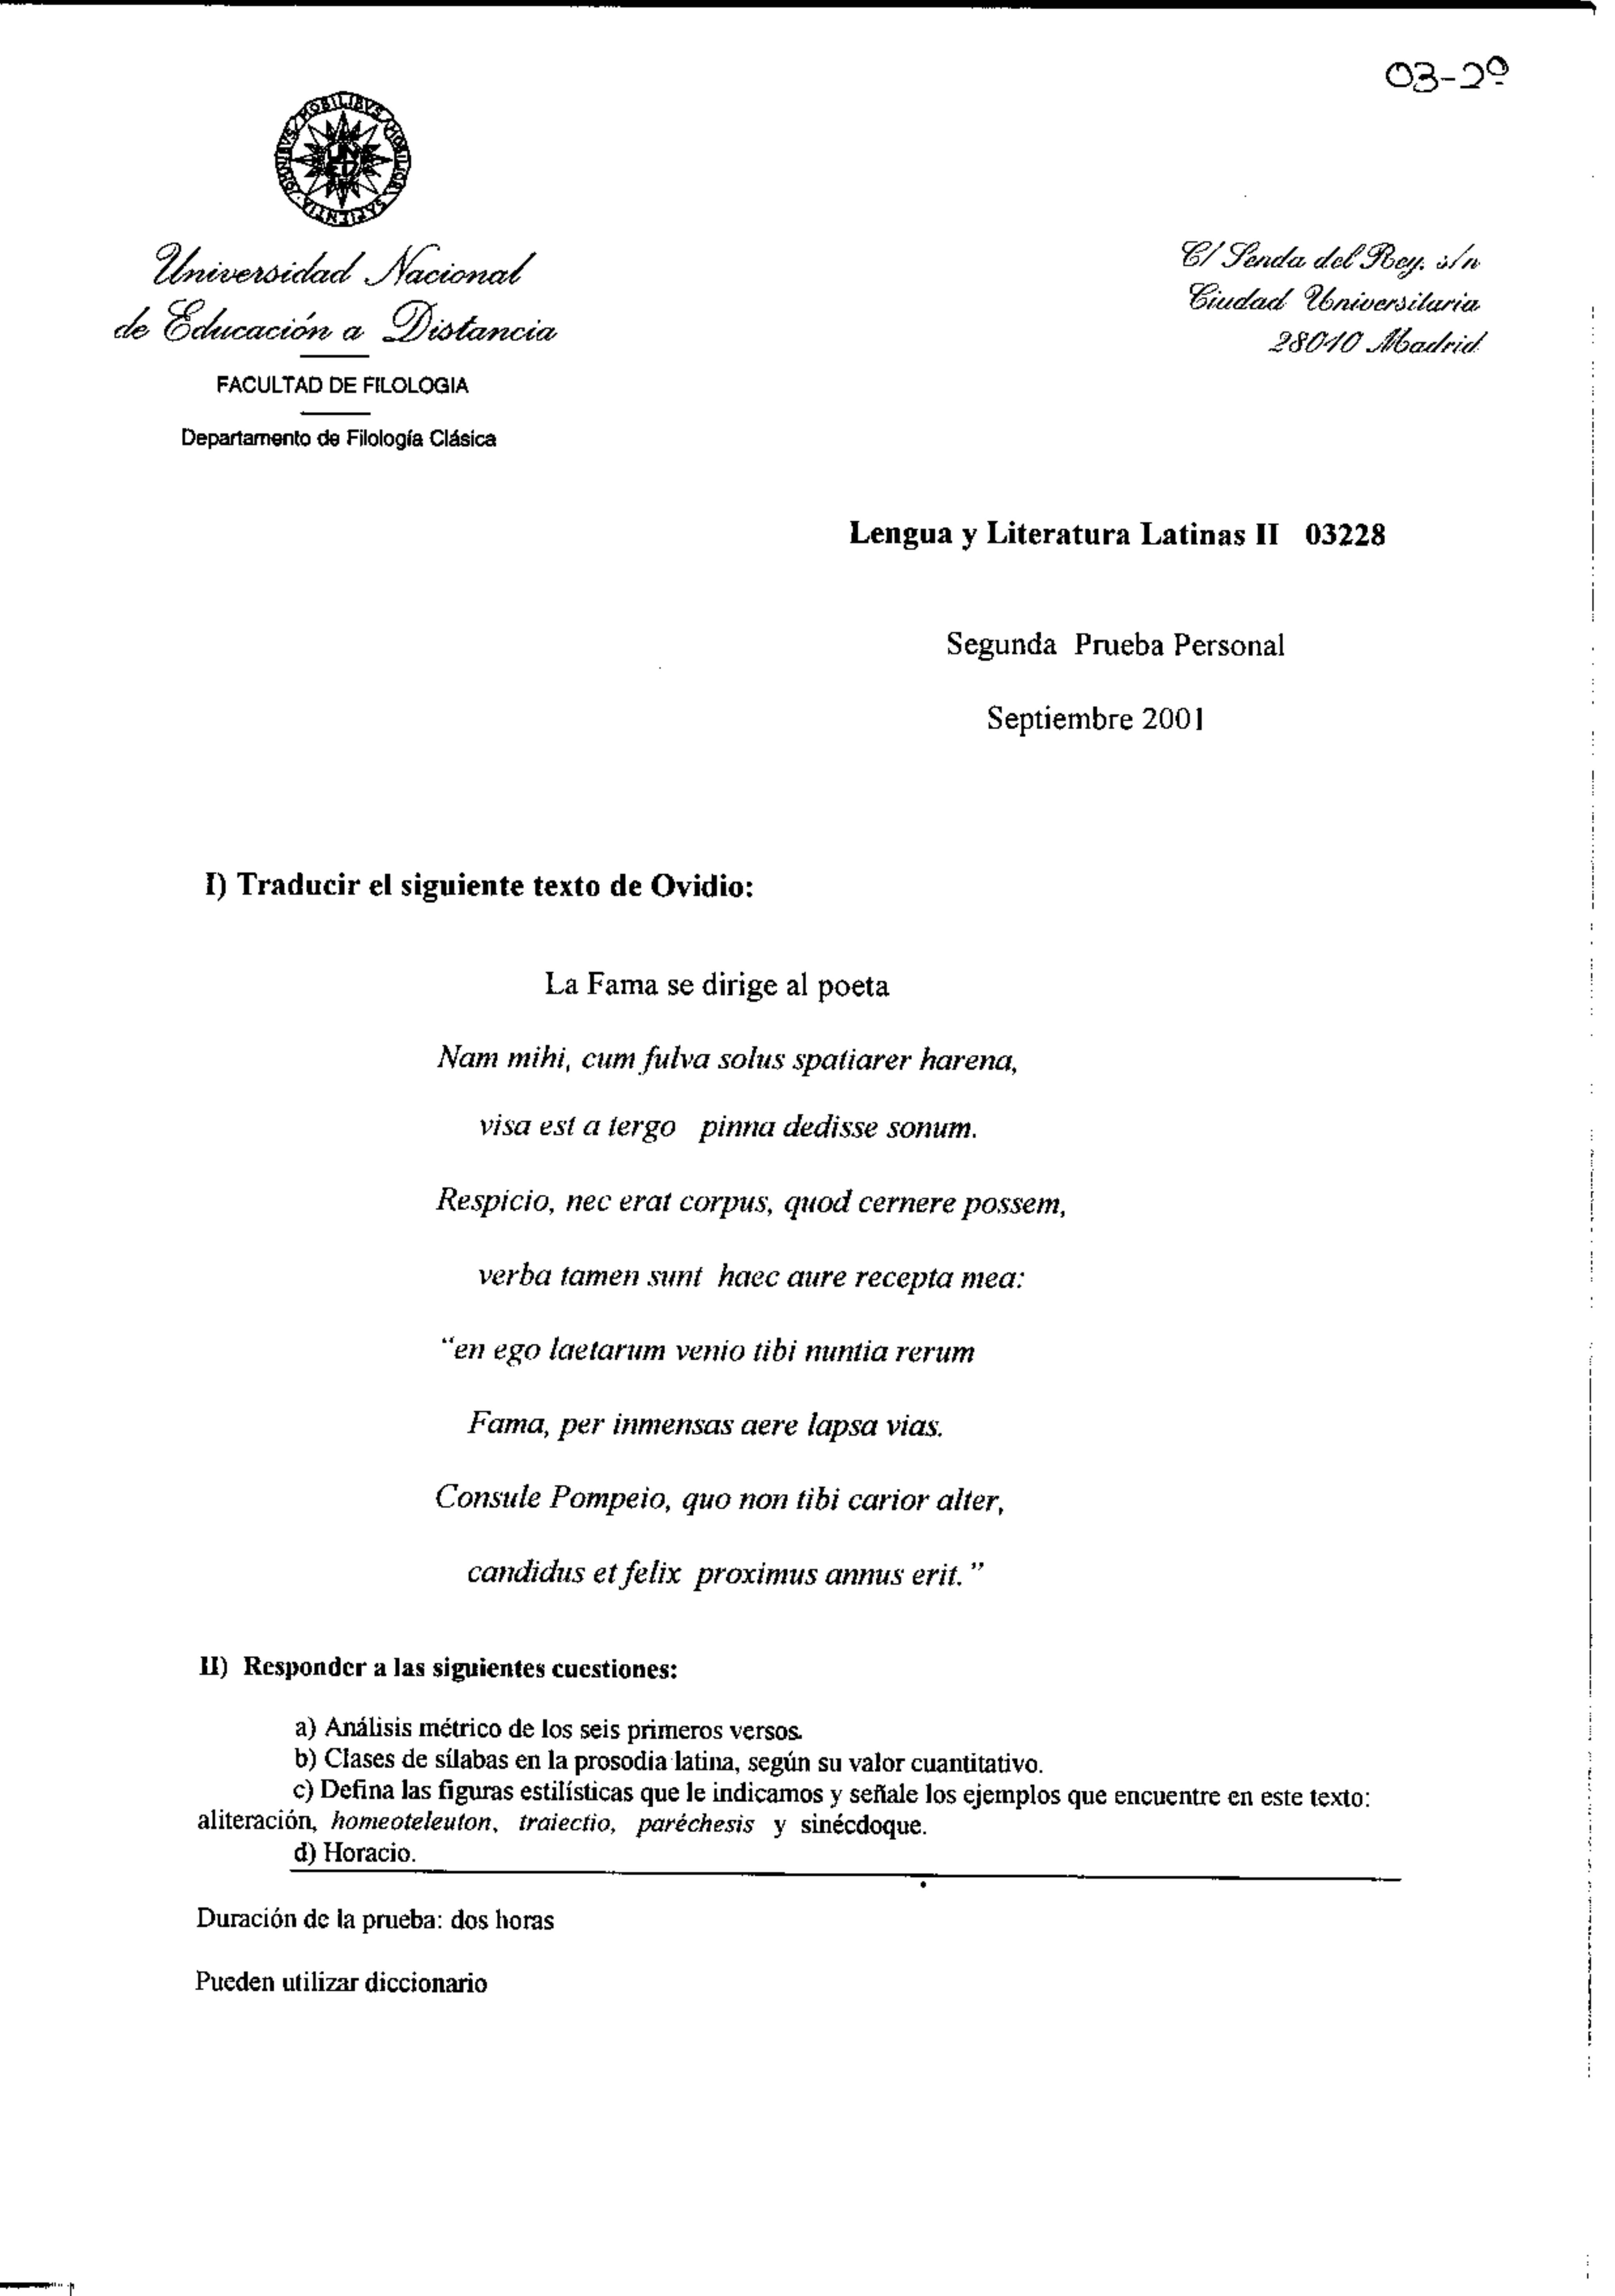 03-2º
OMNIBVS MOBILIBVS MOBILIOR SAPIENTIA
UNED
Universidad Nacional
de Educación a Distancia
FACULTAD DE FILOLOGIA
Departamento de Filología Clásica
C/ Senda del Rey. s/n
Ciudad Universitaria
28010 Madrid
Lengua y Literatura Latinas II 03228
Segunda Prueba Personal
Septiembre 2001
I) Traducir el siguiente texto de Ovidio:
La Fama se dirige al poeta
Nam mihi, cum fulva solus spatiarer harena,
visa est a tergo pinna dedisse sonum.
Respicio, nec erat corpus, quod cernere possem,
verba tamen sunt haec aure recepta mea:
“en ego laetarum venio tibi nuntia rerum
Fama, per inmensas aere lapsa vias.
Consule Pompeio, quo non tibi carior alter,
candidus et felix proximus annus erit.”
II) Responder a las siguientes cuestiones:
a) Análisis métrico de los seis primeros versos.
b) Clases de sílabas en la prosodia latina, según su valor cuantitativo.
c) Defina las figuras estilísticas que le indicamos y señale los ejemplos que encuentre en este texto:
aliteración, homeoteleuton, traiectio, paréchesis y sinécdoque.
d) Horacio.
Duración de la prueba: dos horas
Pueden utilizar diccionario